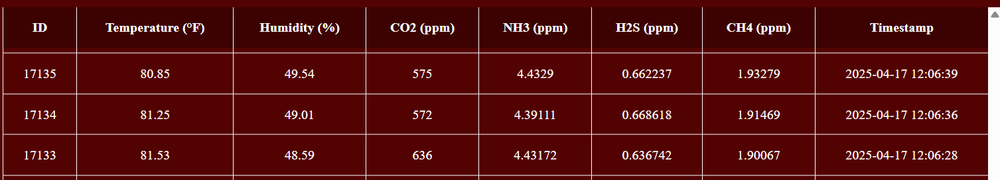 ID Temperature (°F) Humidity (%) CO2 (ppm) NH3 (ppm) H2S (ppm) CH4 (ppm) Timestamp
17135 80.85 49.54 575 4.4329 0.662237 1.93279 2025-04-17 12:06:39
17134 81.25 49.01 572 4.39111 0.668618 1.91469 2025-04-17 12:06:36
17133 81.53 48.59 636 4.43172 0.636742 1.90067 2025-04-17 12:06:28